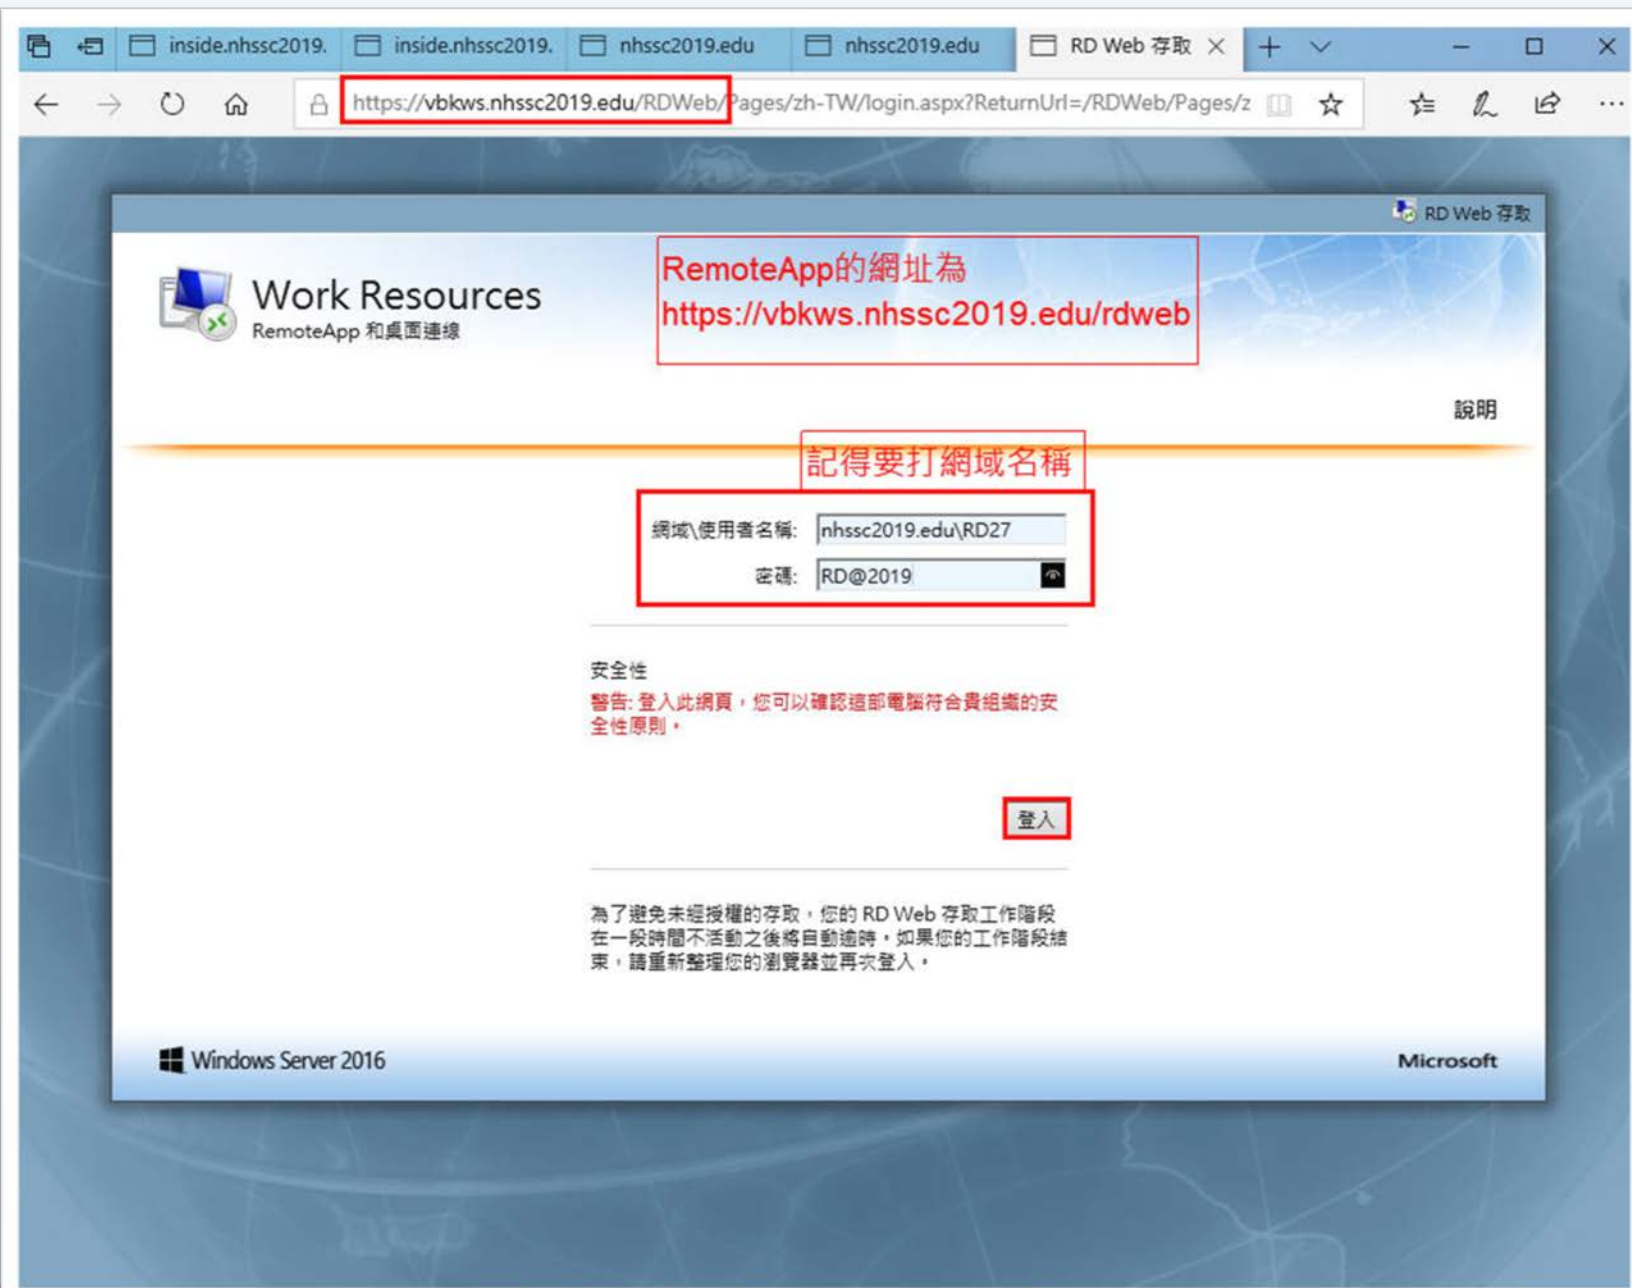 inside.nhssc2019.
inside.nhssc2019.
nhssc2019.edu
nhssc2019.edu
RD Web 存取
https://vbkws.nhssc2019.edu/RDWeb/Pages/zh-TW/login.aspx?ReturnUrl=/RDWeb/Pages/z
RD Web 存取
Work Resources
RemoteApp 和桌面連線
RemoteApp的網址為
https://vbkws.nhssc2019.edu/rdweb
說明
記得要打網域名稱
網域\使用者名稱: nhssc2019.edu\RD27
密碼: RD@2019
安全性
警告: 登入此網頁，您可以確認這部電腦符合貴組織的安
全性原則。
登入
為了避免未經授權的存取，您的 RD Web 存取工作階段
在一段時間不活動之後將自動逾時。如果您的工作階段結
束，請重新整理您的瀏覽器並再次登入。
Windows Server 2016
Microsoft